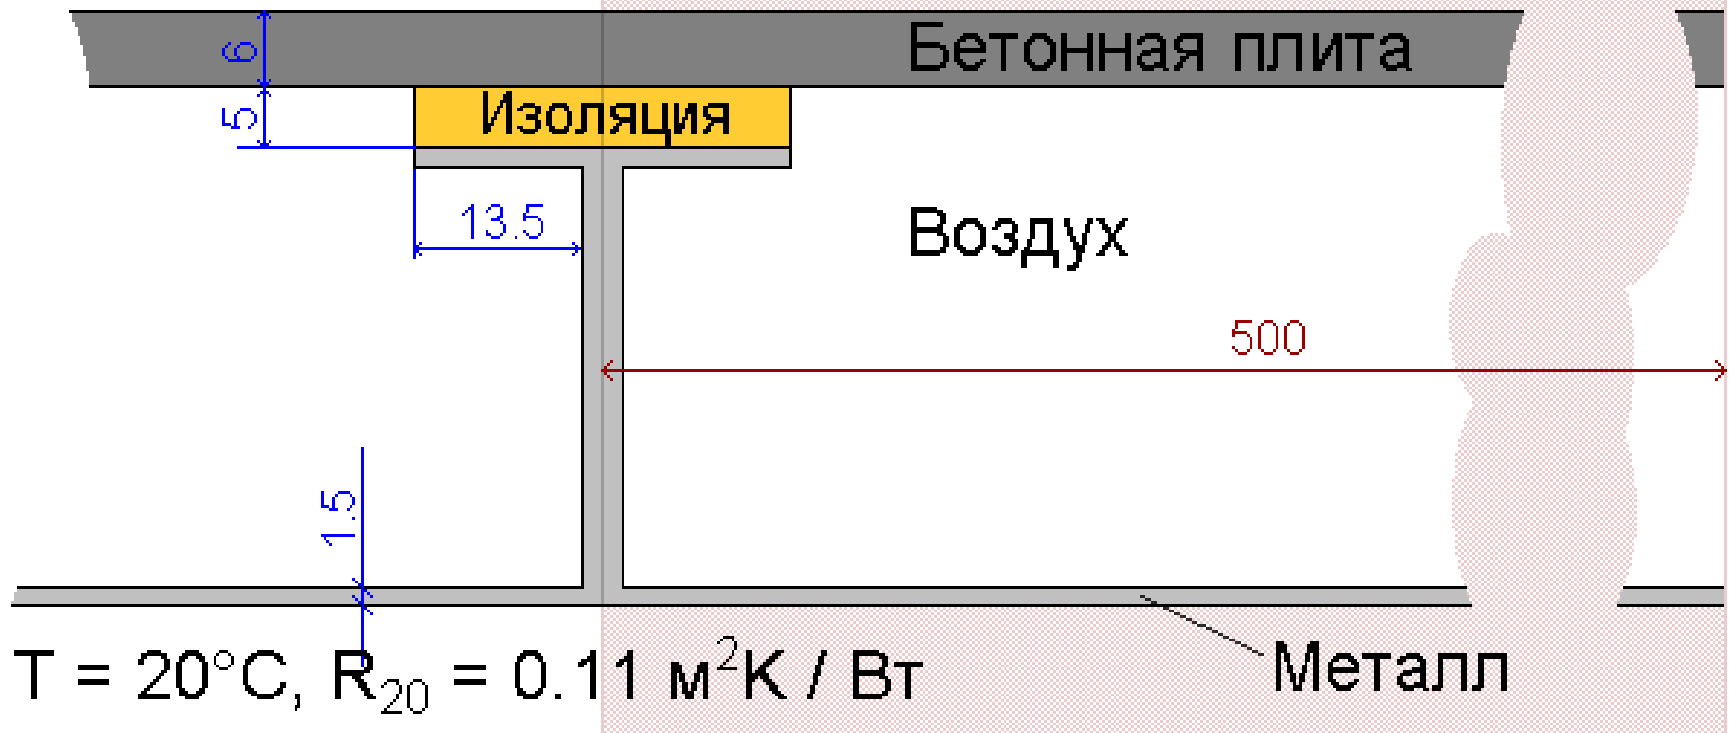 6
Бетонная плита
5
Изоляция
13.5
Воздух
500
1.5
T = 20°C, R20 = 0.11 м²K / Вт
Металл